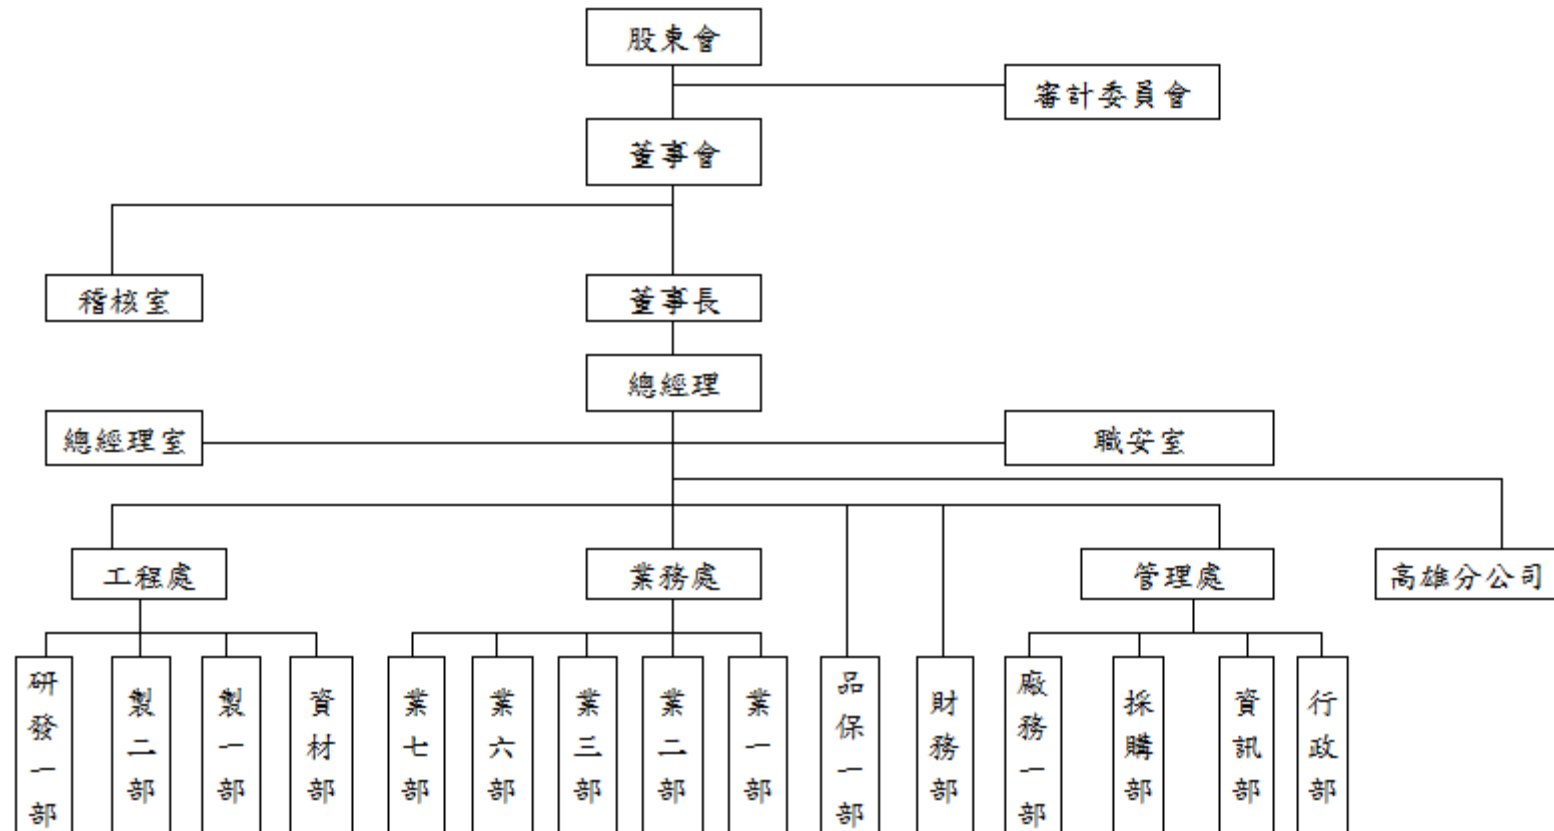 股東會
審計委員會
董事會
稽核室
董事長
總經理
總經理室
職安室
工程處
業務處
管理處
高雄分公司
研發一部
製二部
製一部
資材部
業七部
業六部
業三部
業二部
業一部
品保一部
財務部
廠務一部
採購部
資訊部
行政部